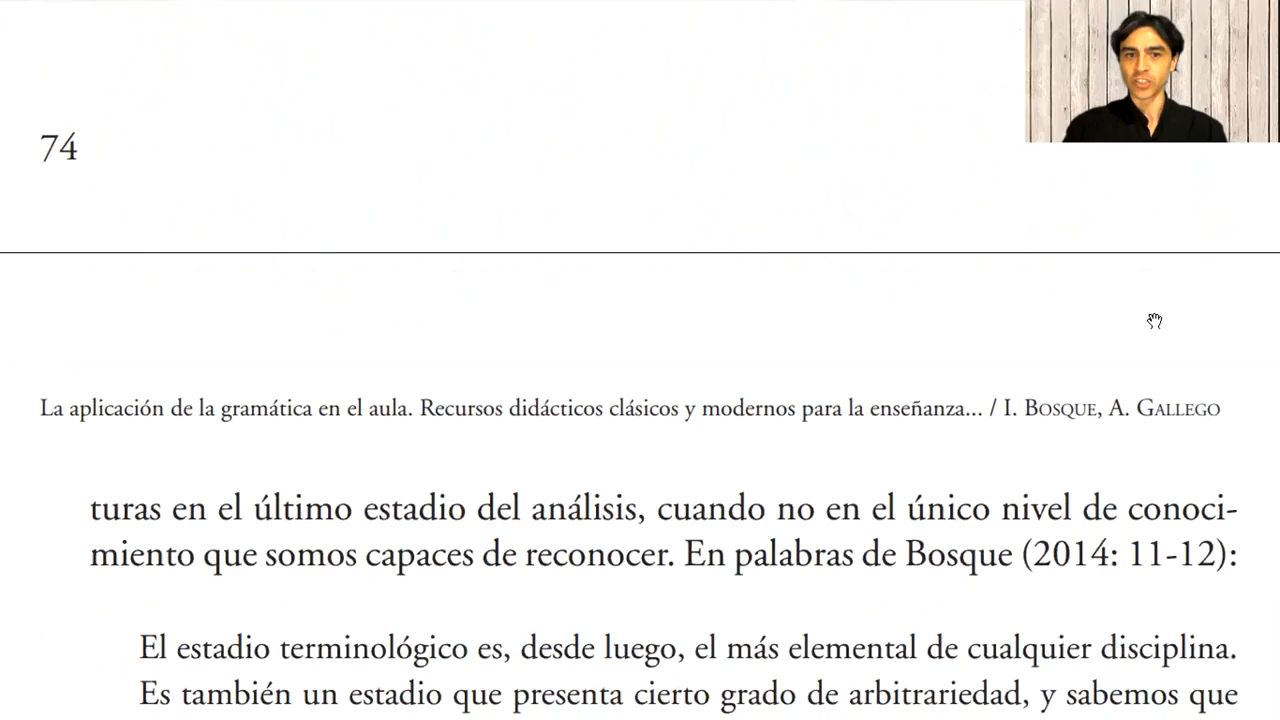 74
La aplicación de la gramática en el aula. Recursos didácticos clásicos y modernos para la enseñanza... / I. BOSQUE, A. GALLEGO
turas en el último estadio del análisis, cuando no en el único nivel de conoci-
miento que somos capaces de reconocer. En palabras de Bosque (2014: 11-12):
El estadio terminológico es, desde luego, el más elemental de cualquier disciplina.
Es también un estadio que presenta cierto grado de arbitrariedad, y sabemos que